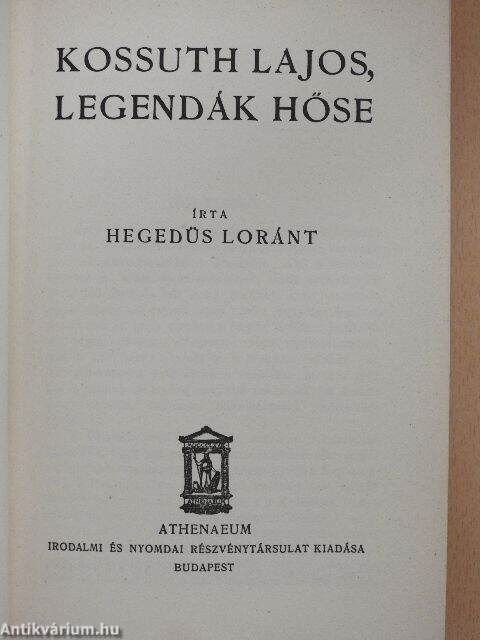 KOSSUTH LAJOS,
LEGENDÁK HŐSE
ÍRTA
HEGEDÜS LORÁNT
ATHENAEUM
IRODALMI ÉS NYOMDAI RÉSZVÉNYTÁRSULAT KIADÁSA
BUDAPEST
Antikvárium.hu